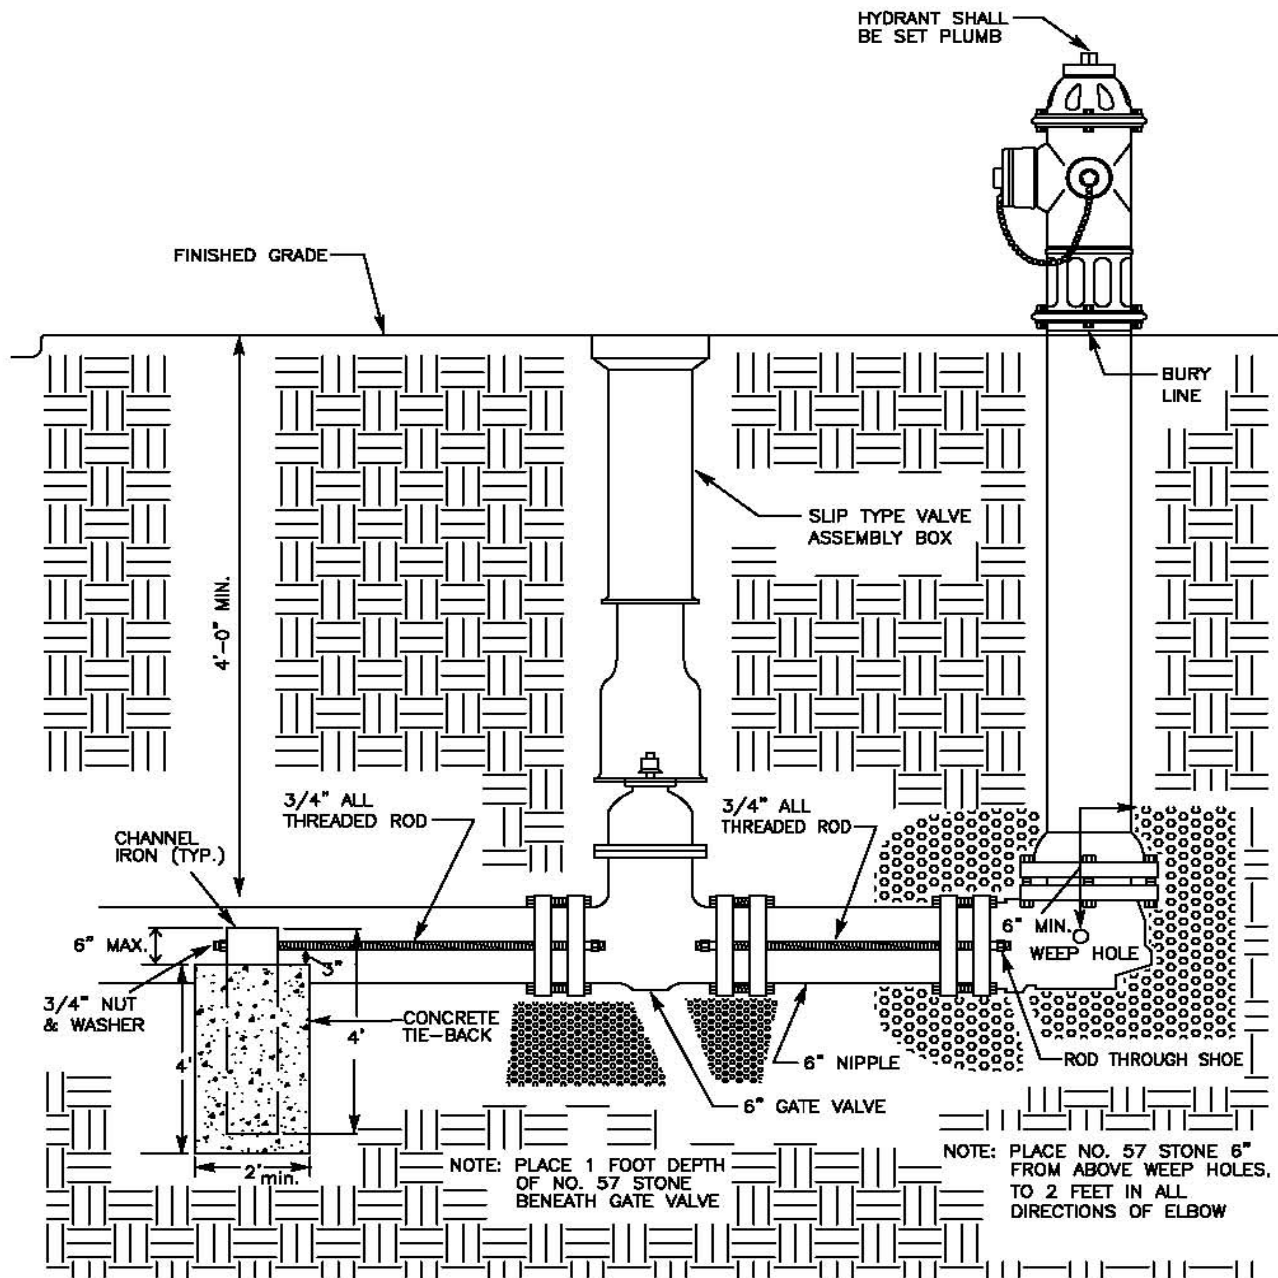 HYDRANT SHALL
BE SET PLUMB
FINISHED GRADE
BURY
LINE
SLIP TYPE VALVE
ASSEMBLY BOX
4'-0" MIN.
3/4" ALL
THREADED ROD
3/4" ALL
THREADED ROD
CHANNEL
IRON (TYP.)
6" MAX.
3"
6" MIN.
WEEP HOLE
3/4" NUT
& WASHER
CONCRETE
TIE-BACK
4'
4'
6" NIPPLE
ROD THROUGH SHOE
6" GATE VALVE
2'min.
NOTE: PLACE 1 FOOT DEPTH
OF NO. 57 STONE
BENEATH GATE VALVE
NOTE: PLACE NO. 57 STONE 6"
FROM ABOVE WEEP HOLES,
TO 2 FEET IN ALL
DIRECTIONS OF ELBOW